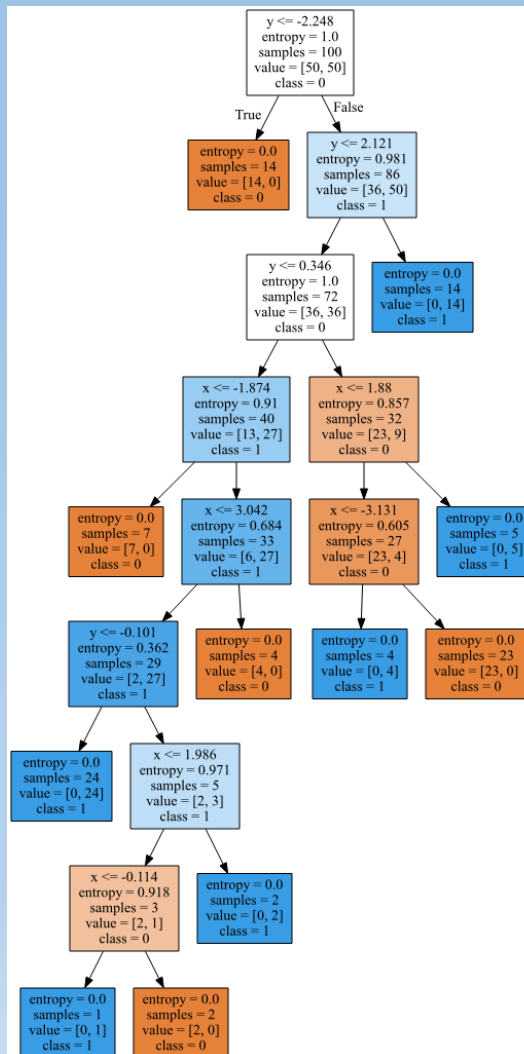 y <= -2.248
entropy = 1.0
samples = 100
value = [50, 50]
class = 0
True
False
entropy = 0.0
samples = 14
value = [14, 0]
class = 0
y <= 2.121
entropy = 0.981
samples = 86
value = [36, 50]
class = 1
y <= 0.346
entropy = 1.0
samples = 72
value = [36, 36]
class = 0
entropy = 0.0
samples = 14
value = [0, 14]
class = 1
x <= -1.874
entropy = 0.91
samples = 40
value = [13, 27]
class = 1
x <= 1.88
entropy = 0.857
samples = 32
value = [23, 9]
class = 0
entropy = 0.0
samples = 7
value = [7, 0]
class = 0
x <= 3.042
entropy = 0.684
samples = 33
value = [6, 27]
class = 1
x <= -3.131
entropy = 0.605
samples = 27
value = [23, 4]
class = 0
entropy = 0.0
samples = 5
value = [0, 5]
class = 1
y <= -0.101
entropy = 0.362
samples = 29
value = [2, 27]
class = 1
entropy = 0.0
samples = 4
value = [4, 0]
class = 0
entropy = 0.0
samples = 4
value = [0, 4]
class = 1
entropy = 0.0
samples = 23
value = [23, 0]
class = 0
entropy = 0.0
samples = 24
value = [0, 24]
class = 1
x <= 1.986
entropy = 0.971
samples = 5
value = [2, 3]
class = 1
x <= -0.114
entropy = 0.918
samples = 3
value = [2, 1]
class = 0
entropy = 0.0
samples = 2
value = [0, 2]
class = 1
entropy = 0.0
samples = 1
value = [0, 1]
class = 1
entropy = 0.0
samples = 2
value = [2, 0]
class = 0